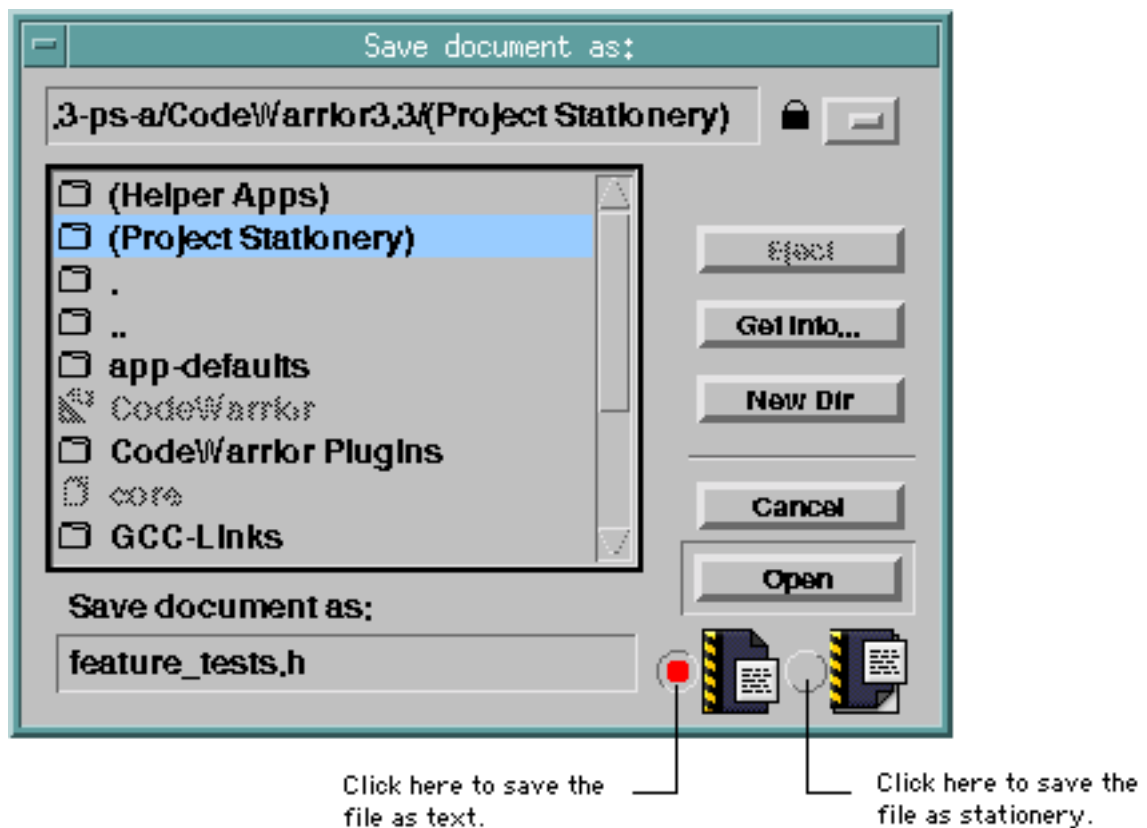 Save document as:
.3-ps-a/CodeWarrior3.3/(Project Stationery)
(Helper Apps)
(Project Stationery)
.
..
app-defaults
CodeWarrior
CodeWarrior Plugins
core
GCC-Links
Eject
Get Info...
New Dir
Cancel
Open
Save document as:
feature_tests.h
Click here to save the
file as text.
Click here to save the
file as stationery.